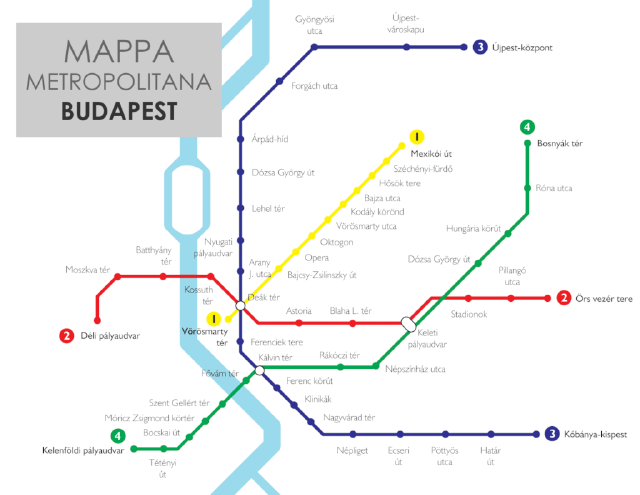 MAPPA
METROPOLITANA
BUDAPEST
Gyöngyösi
utca
Újpest-
városkapu
3 Újpest-központ
Forgách utca
Árpád-híd
Dózsa György út
Lehel tér
Nyugati
pályaudvar
Arany
J. utca
1
Mexikói út
Széchényi-fürdő
Hősök tere
Bajza utca
Kodály körönd
Vörösmarty utca
Oktogon
Opera
Bajcsy-Zsilinszky út
4
Bosnyák tér
Róna utca
Hungária körút
Dózsa György út
Moszkva tér
Batthyány
tér
Kossuth
tér
Deák tér
Pillangó
utca
2 Örs vezér tere
Stadionok
2 Déli pályaudvar
1 Vörösmarty
tér
Astoria
Blaha L. tér
Keleti
pályaudvar
Ferenciek tere
Kálvin tér
Rákóczi tér
Népszínház utca
Fővám tér
Ferenc körút
Szent Gellért tér
Klinikák
Móricz Zsigmond körtér
Nagyvárad tér
4
Bocskai út
3 Kőbánya-kispest
Kelenföldi pályaudvar
Tétényi
út
Népliget
Ecseri
út
Pöttyös
utca
Határ
út